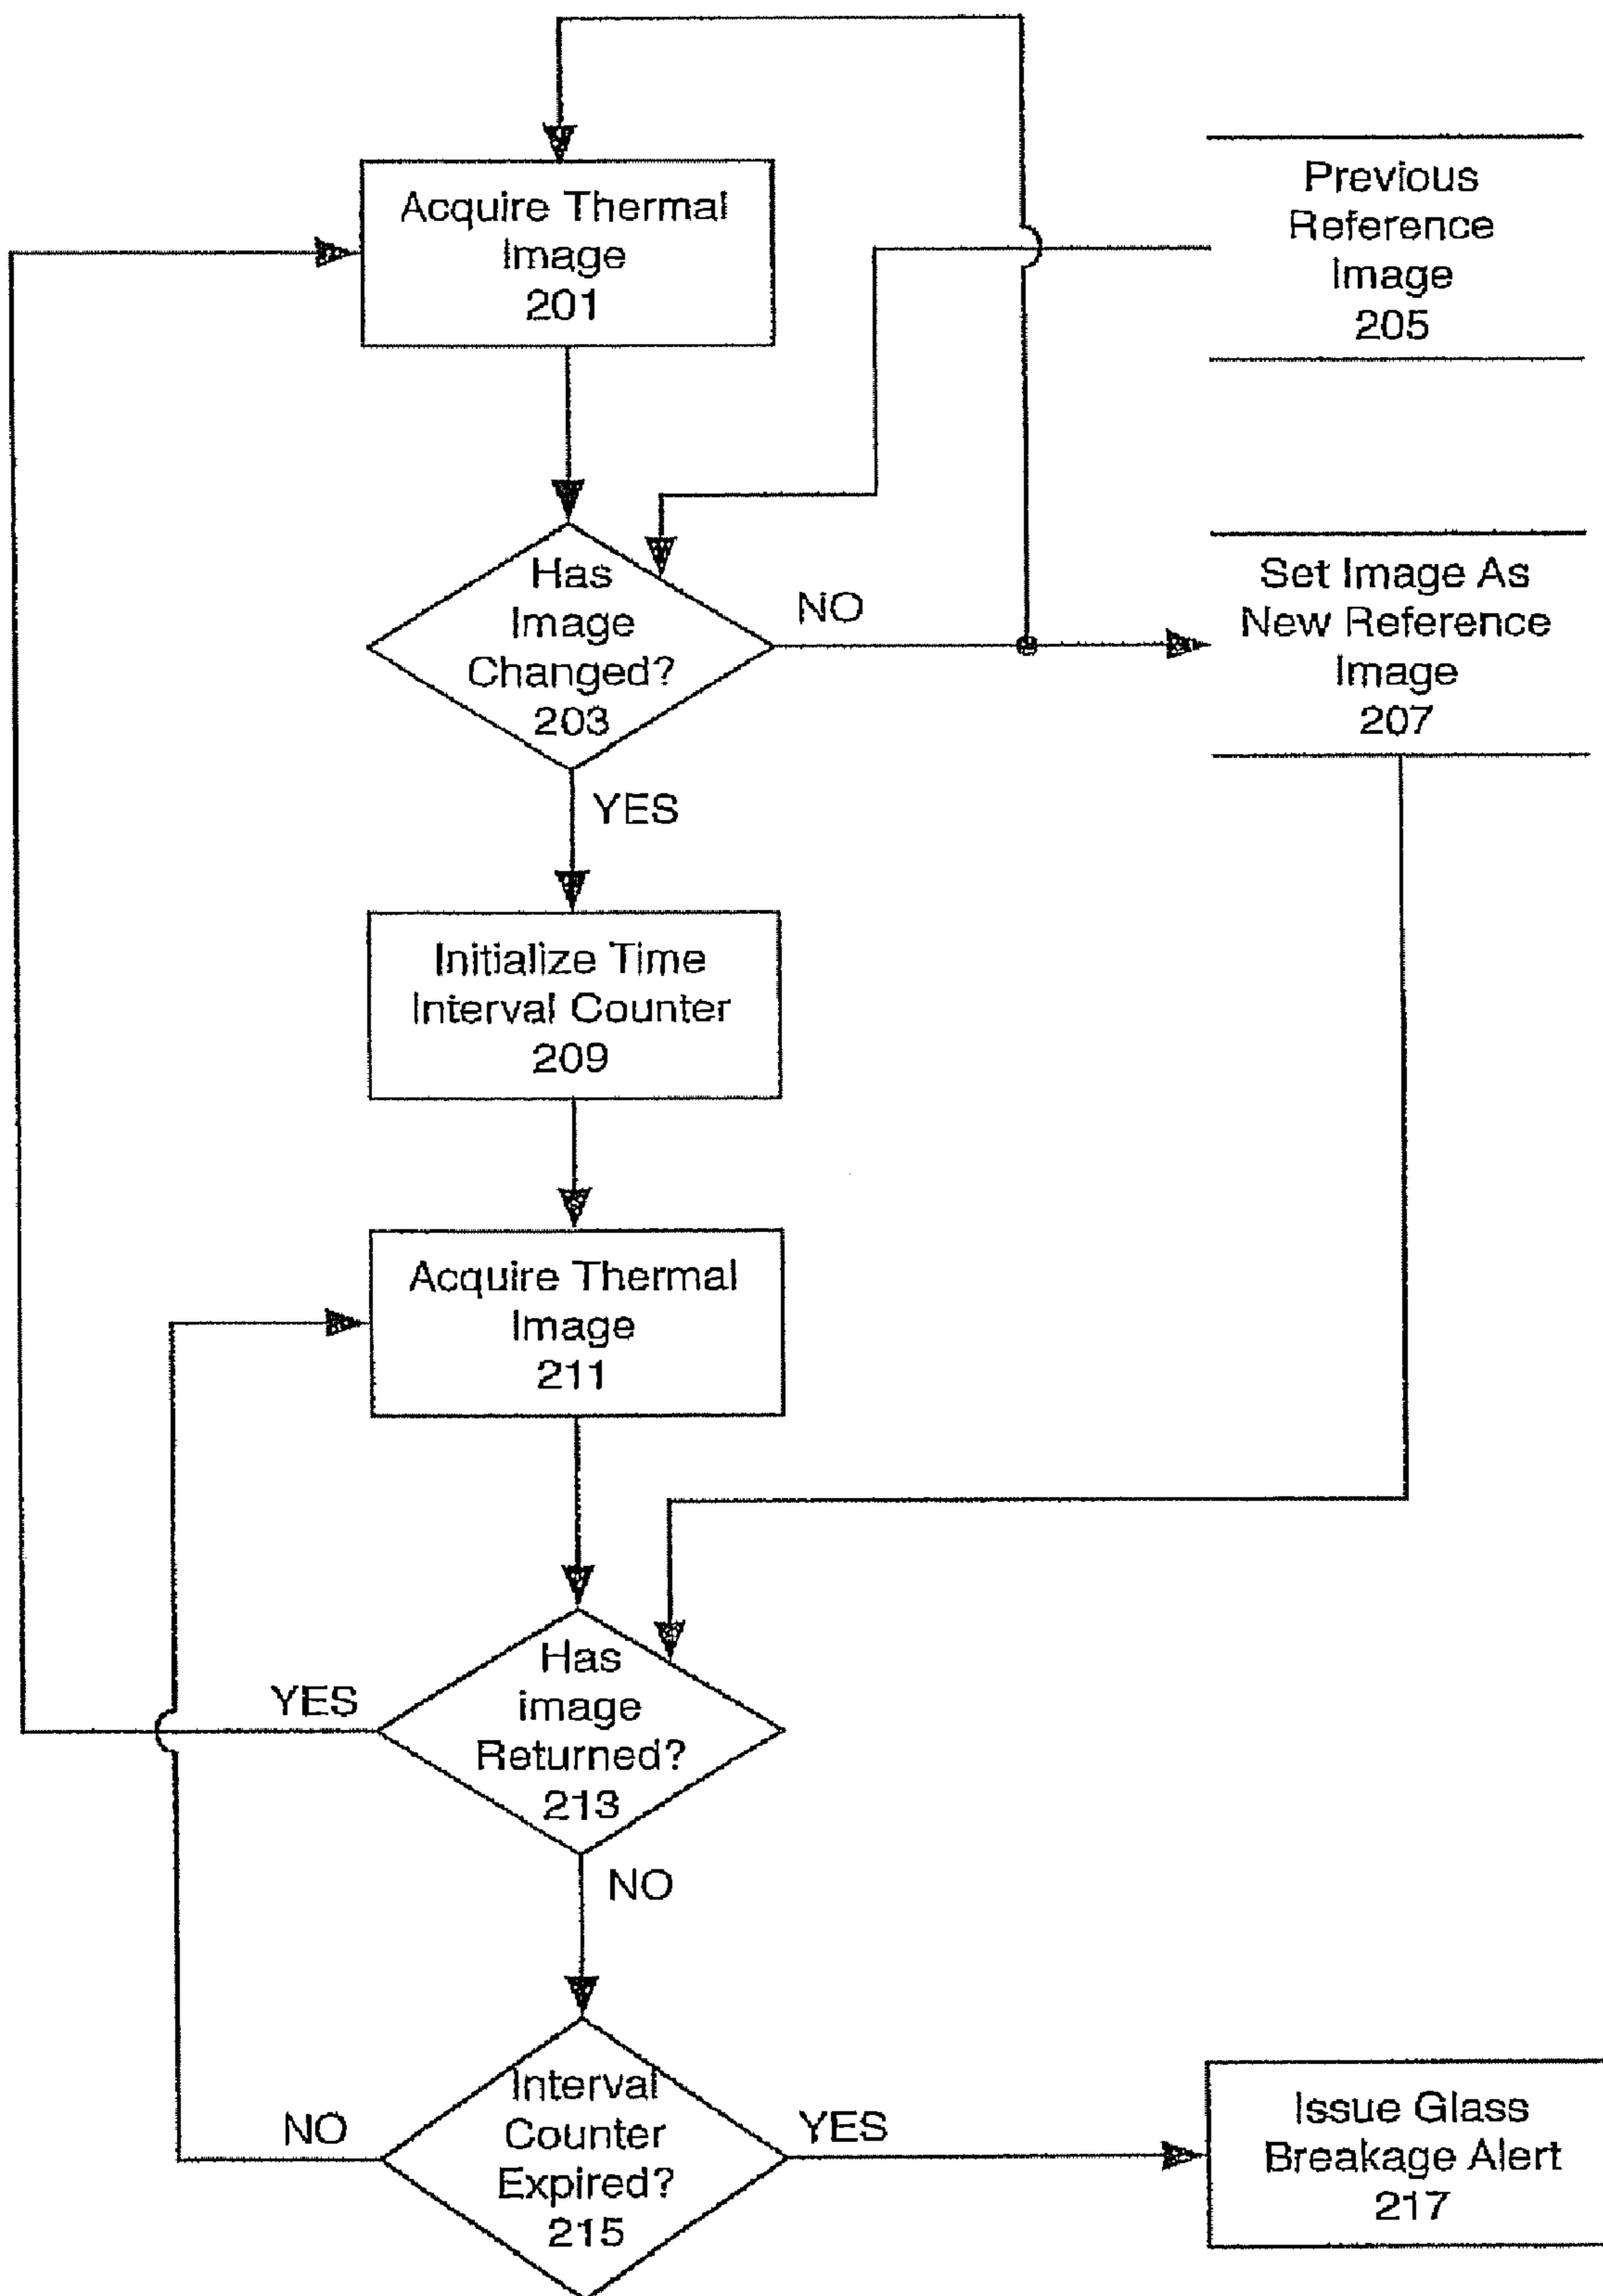 Acquire Thermal
Image
201
Previous
Reference
Image
205
Has
Image
Changed?
203
NO
Set Image As
New Reference
Image
207
YES
Initialize Time
Interval Counter
209
Acquire Thermal
Image
211
Has
image
Returned?
213
YES
NO
Interval
Counter
Expired?
215
NO
YES
Issue Glass
Breakage Alert
217